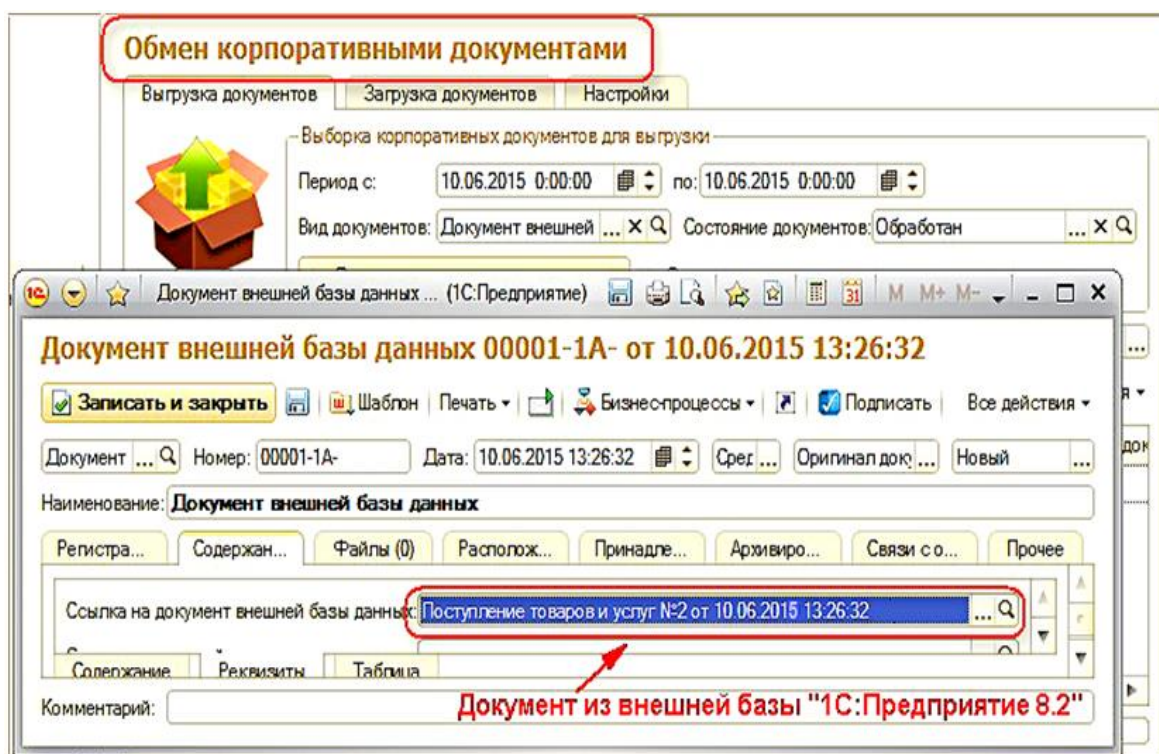 Обмен корпоративными документами
Выгрузка документов Загрузка документов Настройки
Выборка корпоративных документов для выгрузки
Период с: 10.06.2015 0:00:00 по: 10.06.2015 0:00:00
Вид документов: Документ внешней ... Состояние документов: Обработан ...
Документ внешней базы данных ... (1С:Предприятие) 31 M M+ M-
Документ внешней базы данных 00001-1А- от 10.06.2015 13:26:32
Записать и закрыть Шаблон Печать Бизнес-процессы Подписать Все действия
Документ ... Номер: 00001-1А- Дата: 10.06.2015 13:26:32 Сред ... Оригинал док ... Новый ...
Наименование: Документ внешней базы данных
Регистра... Содержан... Файлы (0) Располож... Принадле... Архивиро... Связи с о... Прочее
Ссылка на документ внешней базы данных: Поступление товаров и услуг №2 от 10.06.2015 13:26:32 ...
Содержание Реквизиты Таблица
Документ из внешней базы "1С:Предприятие 8.2"
Комментарий: